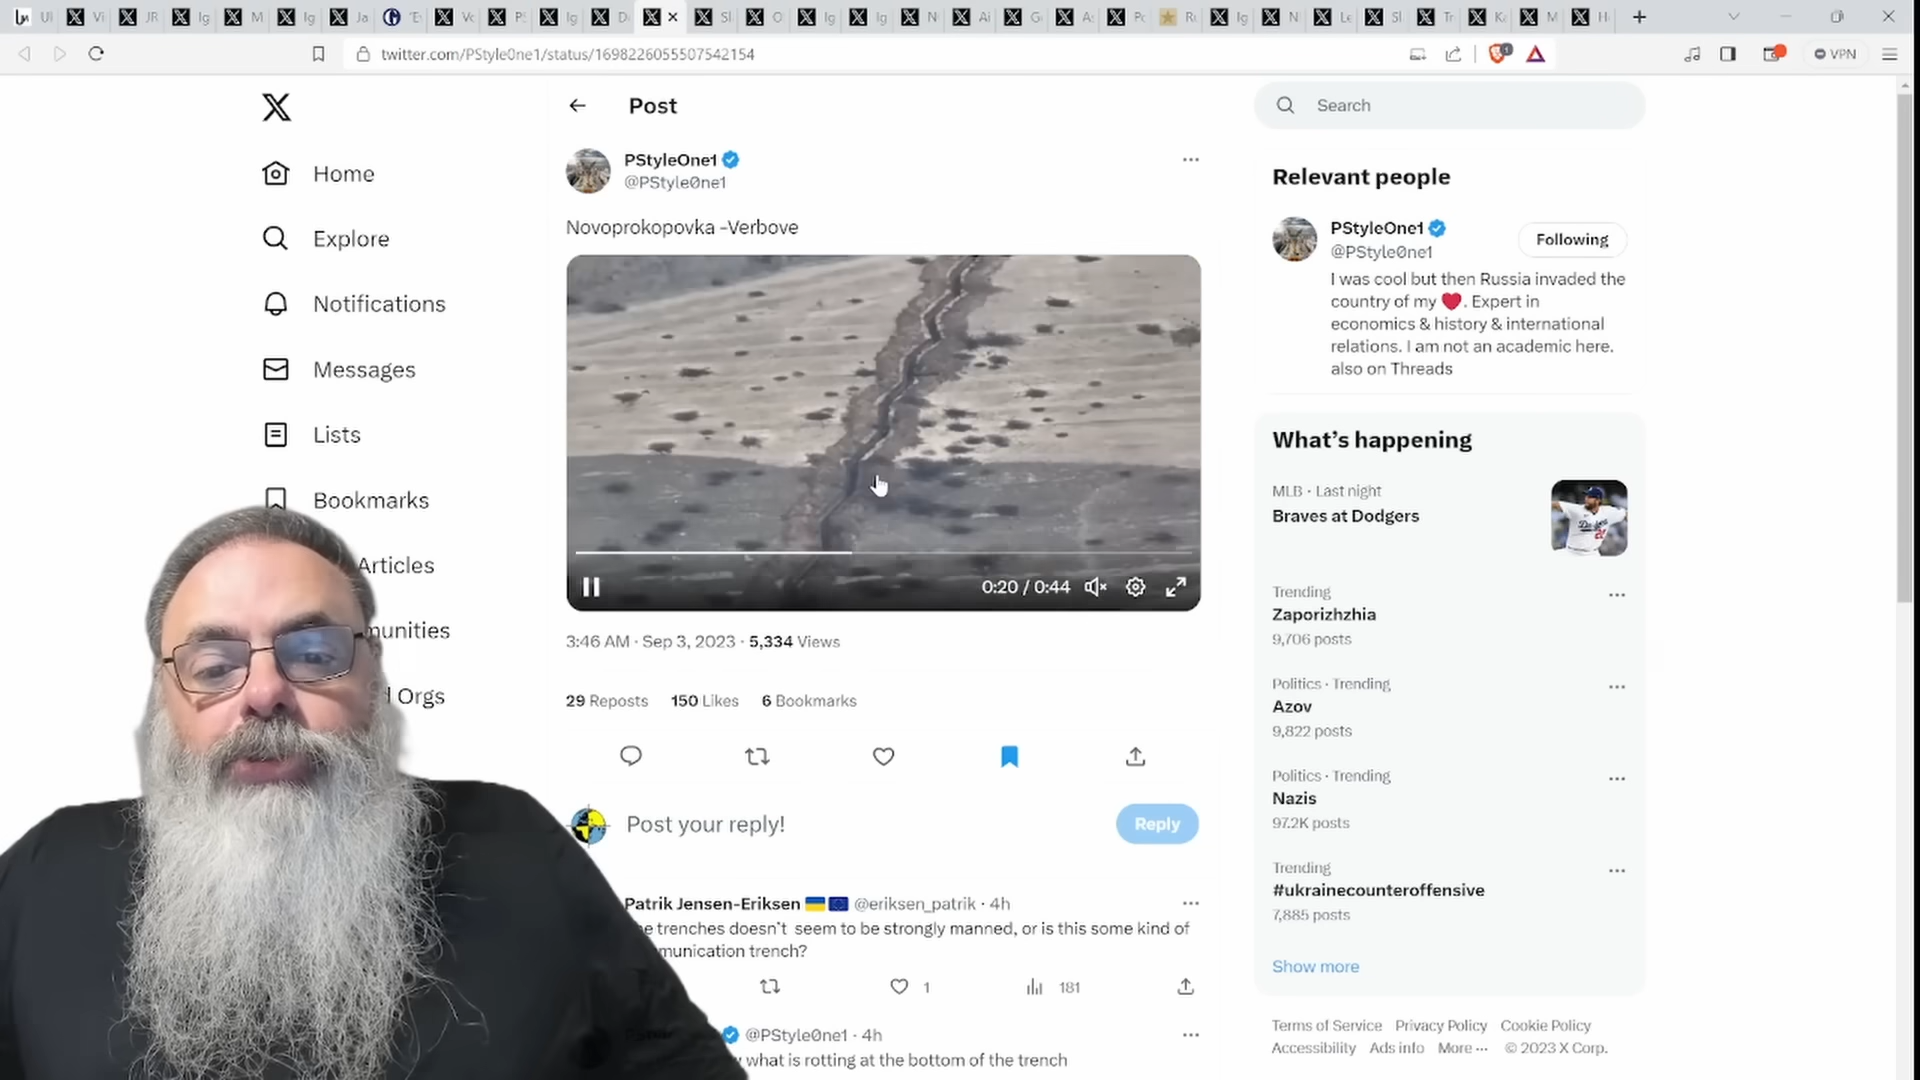 twitter.com/PStyle0ne1/status/1698226055507542154
VPN
Post
Search
PStyleOne1
@PStyle0ne1
Novoprokopovka -Verbove
Home
Explore
Notifications
Messages
Lists
Bookmarks
Articles
Orgs
0:20 / 0:44
3:46 AM · Sep 3, 2023 · 5,334 Views
29 Reposts 150 Likes 6 Bookmarks
Post your reply!
Reply
Patrik Jensen-Eriksen @eriksen_patrik · 4h
trenches doesn't seem to be strongly manned, or is this some kind of
trench?
1
181
@PStyle0ne1 · 4h
what is rotting at the bottom of the trench
Relevant people
PStyleOne1
@PStyle0ne1
Following
I was cool but then Russia invaded the
country of my ❤️. Expert in
economics & history & international
relations. I am not an academic here.
also on Threads
What's happening
MLB · Last night
Braves at Dodgers
Trending
Zaporizhzhia
9,706 posts
Politics · Trending
Azov
9,822 posts
Politics · Trending
Nazis
97.2K posts
Trending
#ukrainecounteroffensive
7,885 posts
Show more
Terms of Service Privacy Policy Cookie Policy
Accessibility Ads info More ··· © 2023 X Corp.